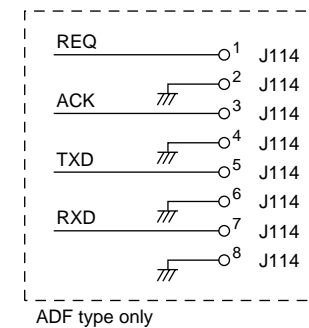 REQ
1 J114
2 J114
ACK
3 J114
4 J114
TXD
5 J114
6 J114
RXD
7 J114
8 J114
ADF type only